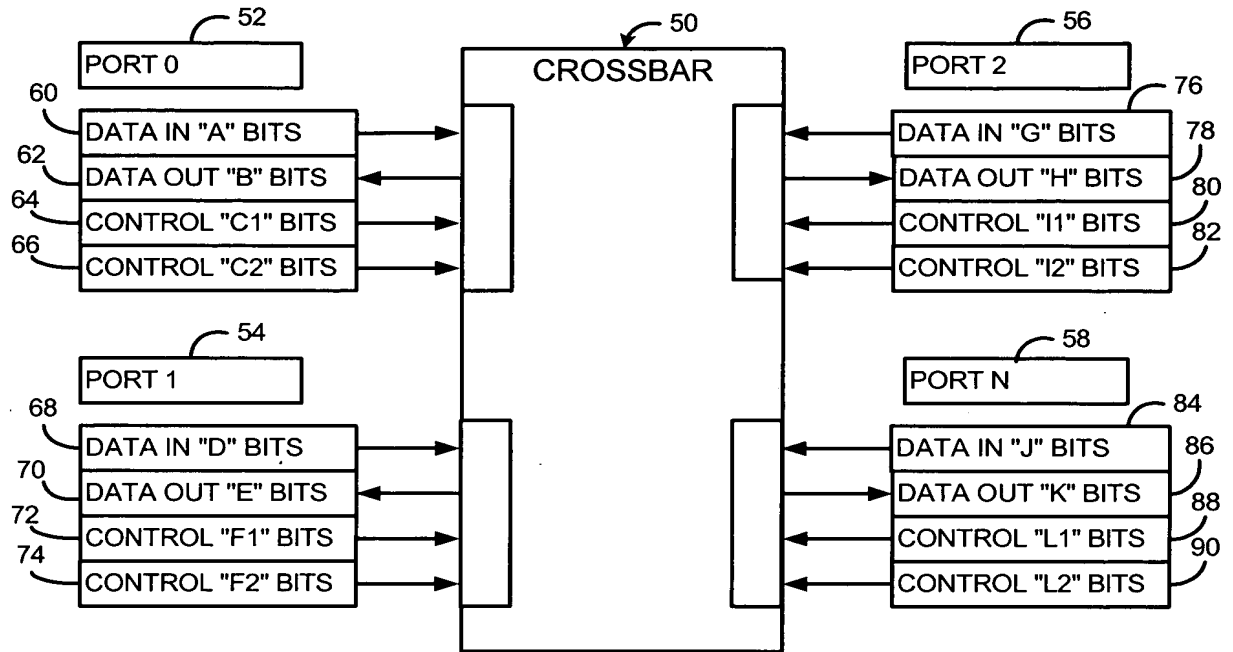 50
CROSSBAR
52
PORT 0
60
DATA IN "A" BITS
62
DATA OUT "B" BITS
64
CONTROL "C1" BITS
66
CONTROL "C2" BITS
54
PORT 1
68
DATA IN "D" BITS
70
DATA OUT "E" BITS
72
CONTROL "F1" BITS
74
CONTROL "F2" BITS
56
PORT 2
76
DATA IN "G" BITS
78
DATA OUT "H" BITS
80
CONTROL "I1" BITS
82
CONTROL "I2" BITS
58
PORT N
84
DATA IN "J" BITS
86
DATA OUT "K" BITS
88
CONTROL "L1" BITS
90
CONTROL "L2" BITS